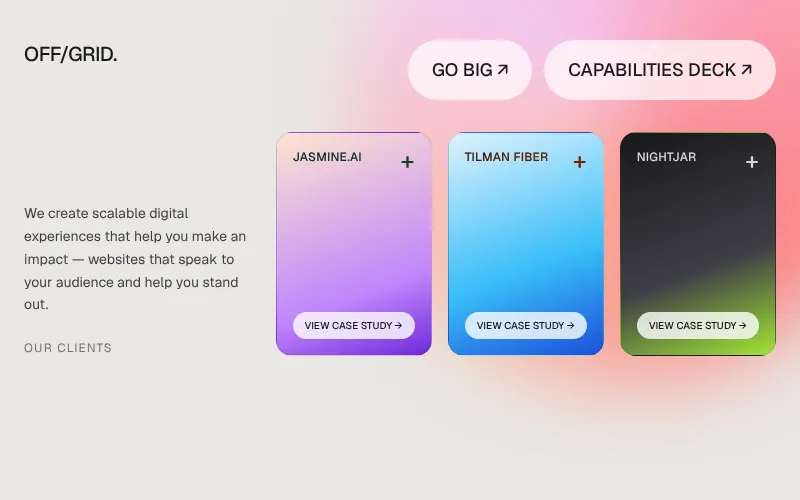 OFF/GRID.
GO BIG ↗
CAPABILITIES DECK ↗
JASMINE.AI +
TILMAN FIBER +
NIGHTJAR +
We create scalable digital
experiences that help you make an
impact — websites that speak to
your audience and help you stand
out.
VIEW CASE STUDY →
VIEW CASE STUDY →
VIEW CASE STUDY →
OUR CLIENTS